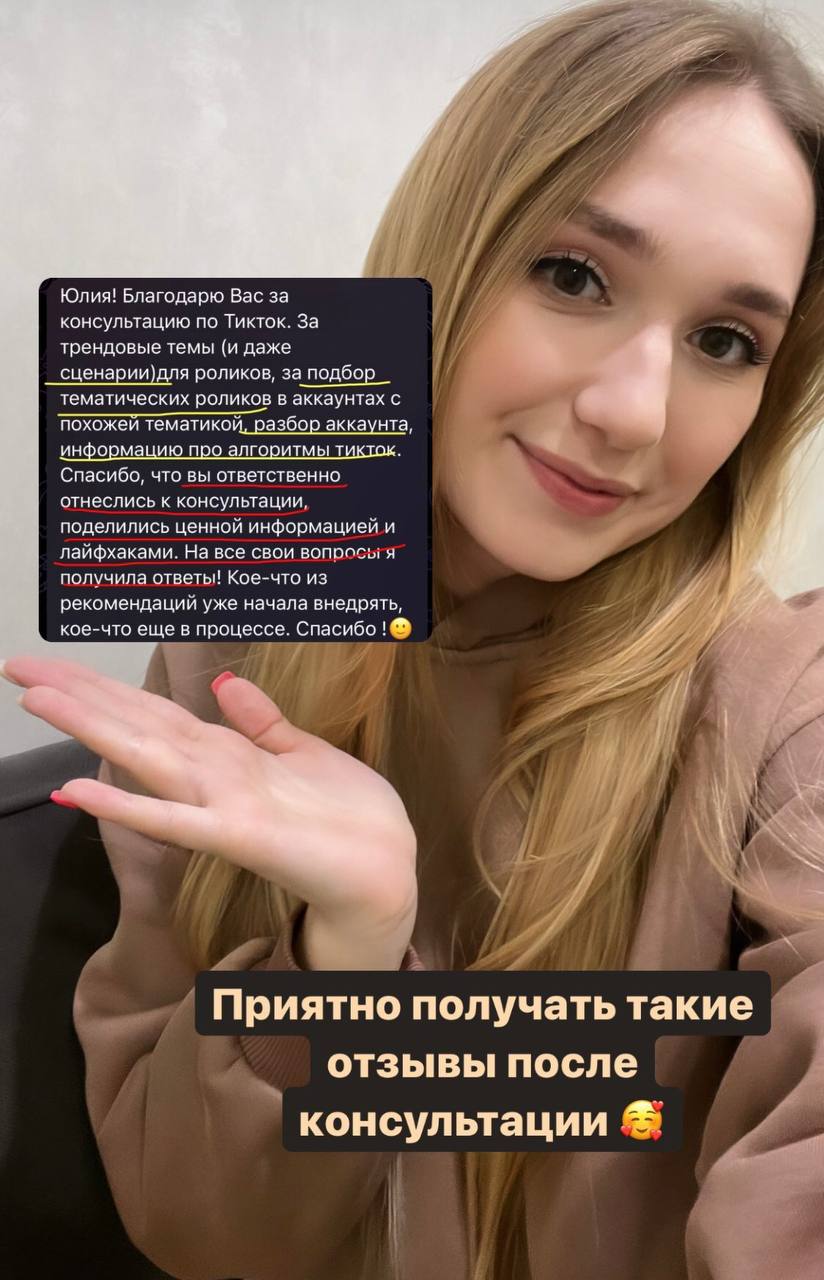 Юлия! Благодарю Вас за
консультацию по Тикток. За
трендовые темы (и даже
сценарии)для роликов, за подбор
тематических роликов в аккаунтах с
похожей тематикой, разбор аккаунта,
информацию про алгоритмы тикток.
Спасибо, что вы ответственно
отнеслись к консультации,
поделились ценной информацией и
лайфхаками. На все свои вопросы я
получила ответы! Кое-что из
рекомендаций уже начала внедрять,
кое-что еще в процессе. Спасибо !🙂
Приятно получать такие
отзывы после
консультации 🥰